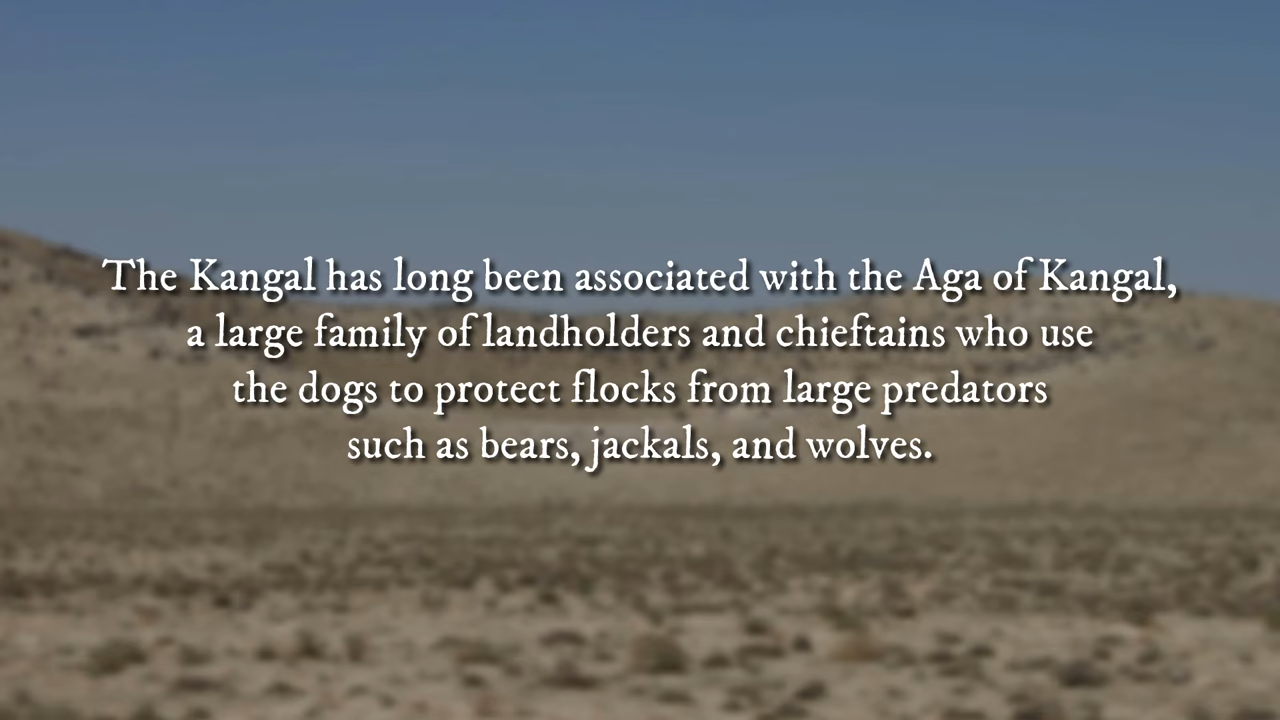 The Kangal has long been associated with the Aga of Kangal,
a large family of landholders and chieftains who use
the dogs to protect flocks from large predators
such as bears, jackals, and wolves.